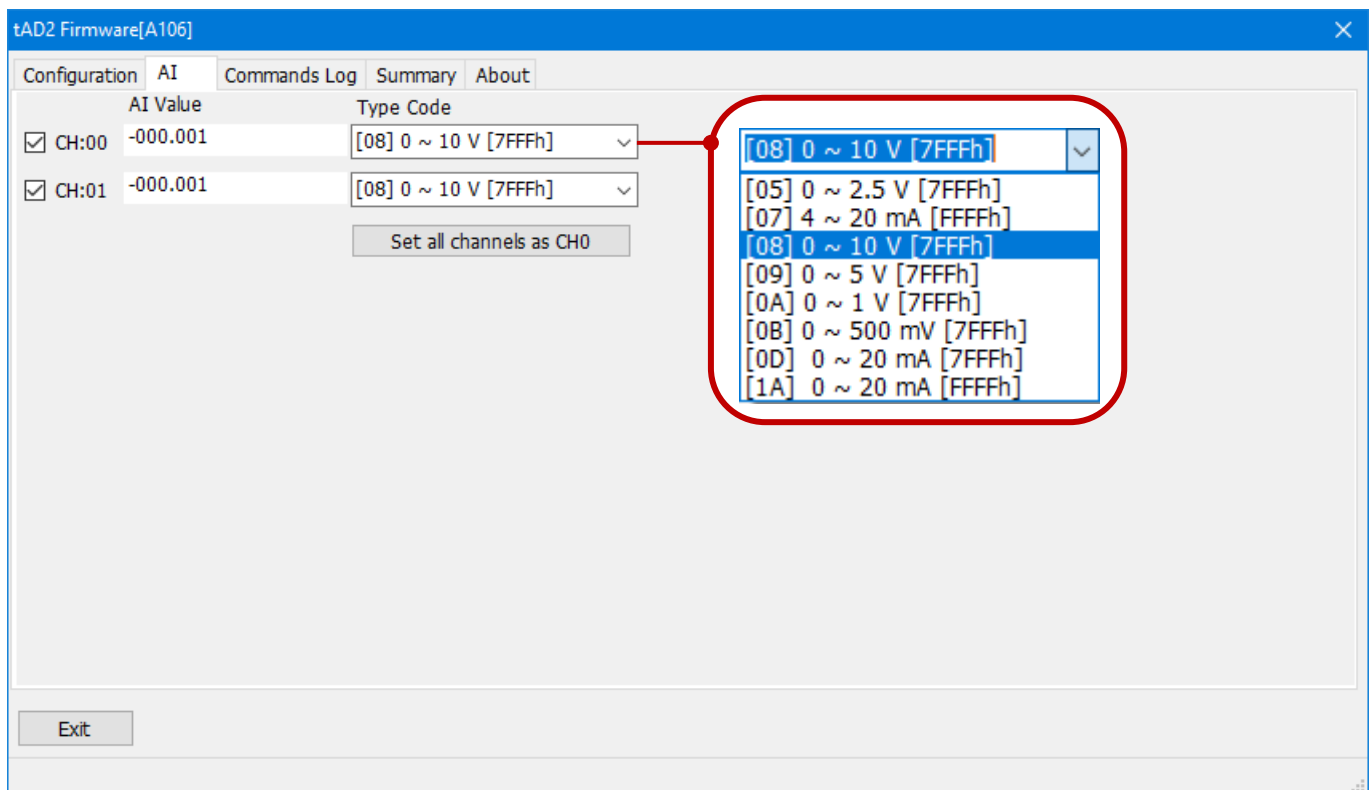 tAD2 Firmware[A106]
Configuration AI Commands Log Summary About
AI Value Type Code
CH:00 -000.001 [08] 0 ~ 10 V [7FFFh]
CH:01 -000.001 [08] 0 ~ 10 V [7FFFh]
Set all channels as CH0
[08] 0 ~ 10 V [7FFFh]
[05] 0 ~ 2.5 V [7FFFh]
[07] 4 ~ 20 mA [FFFFh]
[08] 0 ~ 10 V [7FFFh]
[09] 0 ~ 5 V [7FFFh]
[0A] 0 ~ 1 V [7FFFh]
[0B] 0 ~ 500 mV [7FFFh]
[0D] 0 ~ 20 mA [7FFFh]
[1A] 0 ~ 20 mA [FFFFh]
Exit